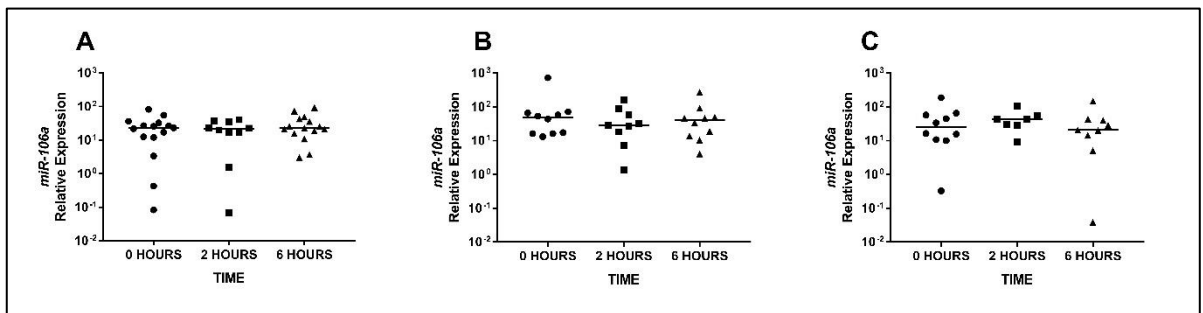 A
miR-106a
Relative Expression
10³
10²
10¹
10⁰
10⁻¹
10⁻²
0 HOURS 2 HOURS 6 HOURS
TIME
B
miR-106a
Relative Expression
10³
10²
10¹
10⁰
10⁻¹
10⁻²
0 HOURS 2 HOURS 6 HOURS
TIME
C
miR-106a
Relative Expression
10³
10²
10¹
10⁰
10⁻¹
10⁻²
0 HOURS 2 HOURS 6 HOURS
TIME